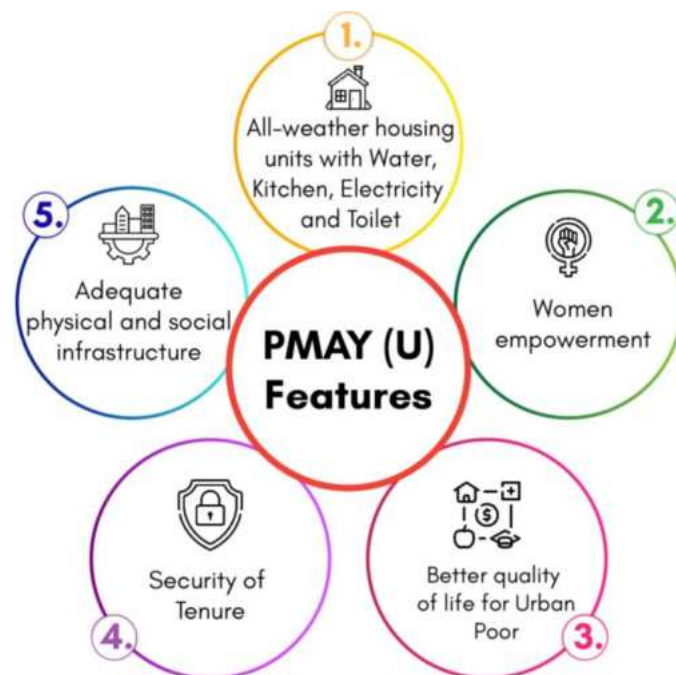 1.
All-weather housing
units with Water,
Kitchen, Electricity
and Toilet
2.
Women
empowerment
3.
Better quality
of life for Urban
Poor
4.
Security of
Tenure
5.
Adequate
physical and social
infrastructure
PMAY (U)
Features